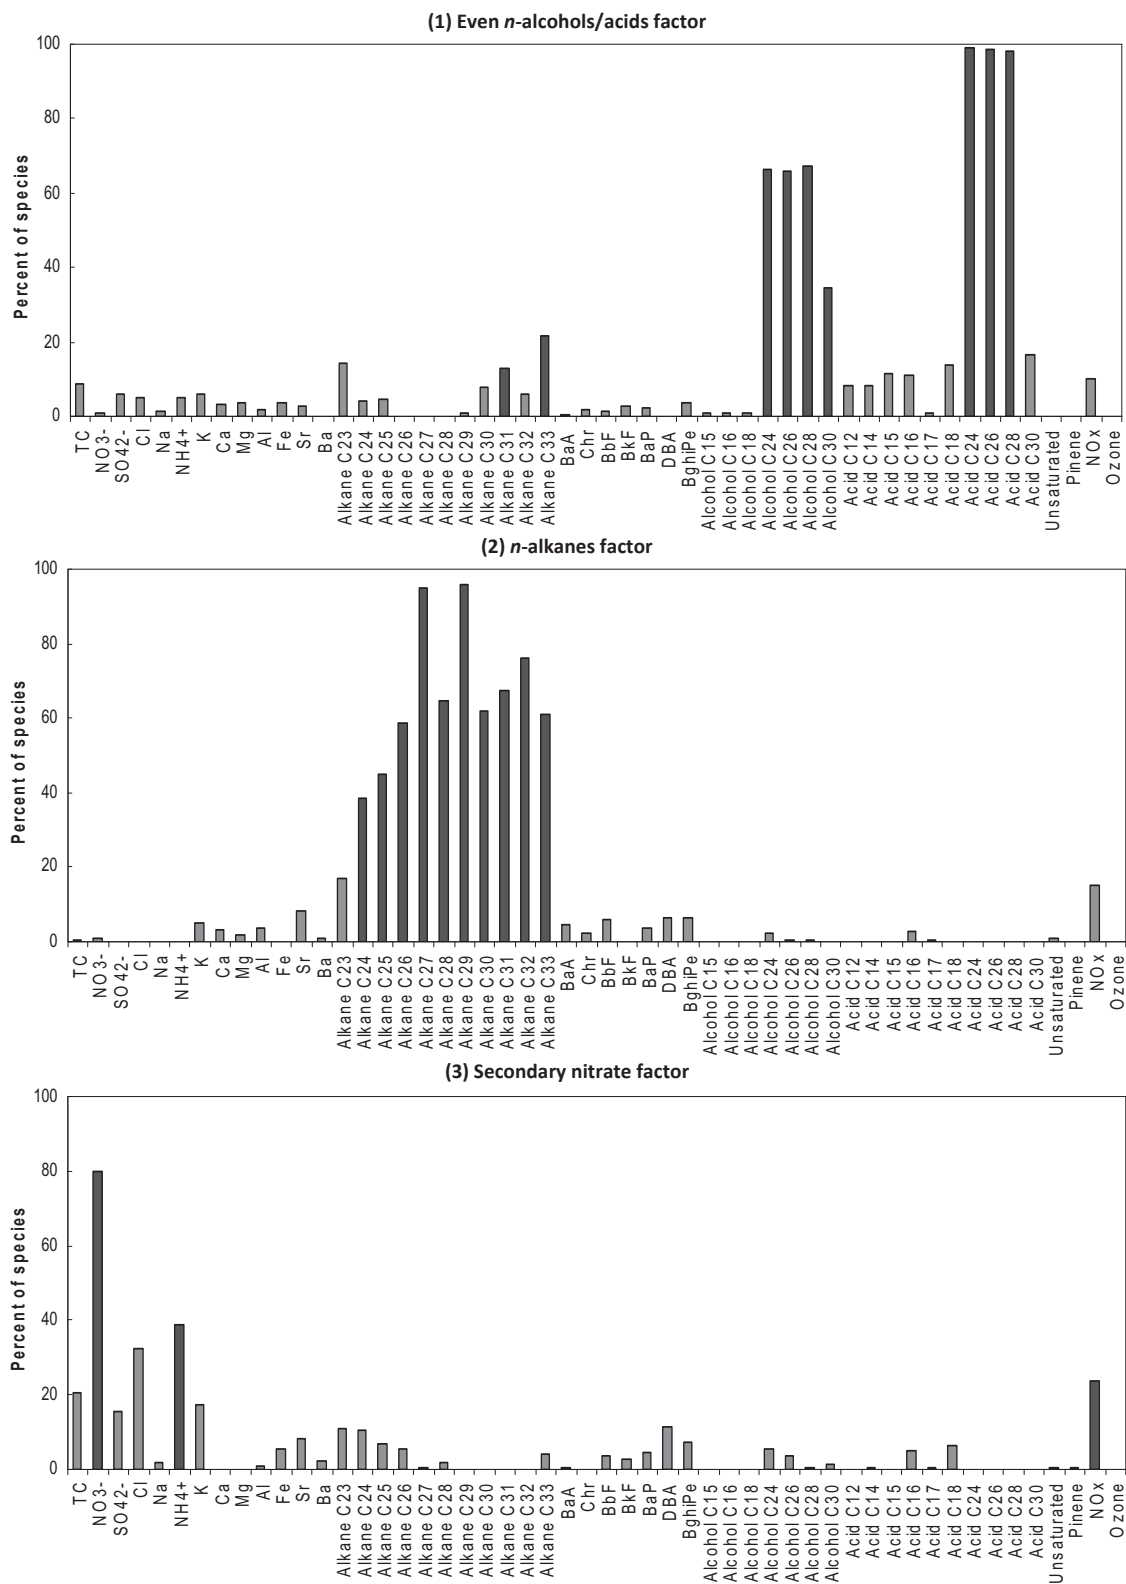 (1) Even n-alcohols/acids factor
100
80
60
40
20
0
Percent of species
TC
NO3-
SO42-
Cl
Na
NH4+
K
Ca
Mg
Al
Fe
Sr
Ba
Alkane C23
Alkane C24
Alkane C25
Alkane C26
Alkane C27
Alkane C28
Alkane C29
Alkane C30
Alkane C31
Alkane C32
Alkane C33
BaA
Chr
BbF
BkF
BaP
DBA
BghiPe
Alcohol C15
Alcohol C16
Alcohol C18
Alcohol C24
Alcohol C26
Alcohol C28
Alcohol C30
Acid C12
Acid C14
Acid C15
Acid C16
Acid C17
Acid C18
Acid C24
Acid C26
Acid C28
Acid C30
Unsaturated
Pinene
NOx
Ozone
(2) n-alkanes factor
100
80
60
40
20
0
Percent of species
TC
NO3-
SO42-
Cl
Na
NH4+
K
Ca
Mg
Al
Fe
Sr
Ba
Alkane C23
Alkane C24
Alkane C25
Alkane C26
Alkane C27
Alkane C28
Alkane C29
Alkane C30
Alkane C31
Alkane C32
Alkane C33
BaA
Chr
BbF
BkF
BaP
DBA
BghiPe
Alcohol C15
Alcohol C16
Alcohol C18
Alcohol C24
Alcohol C26
Alcohol C28
Alcohol C30
Acid C12
Acid C14
Acid C15
Acid C16
Acid C17
Acid C18
Acid C24
Acid C26
Acid C28
Acid C30
Unsaturated
Pinene
NOx
Ozone
(3) Secondary nitrate factor
100
80
60
40
20
0
Percent of species
TC
NO3-
SO42-
Cl
Na
NH4+
K
Ca
Mg
Al
Fe
Sr
Ba
Alkane C23
Alkane C24
Alkane C25
Alkane C26
Alkane C27
Alkane C28
Alkane C29
Alkane C30
Alkane C31
Alkane C32
Alkane C33
BaA
Chr
BbF
BkF
BaP
DBA
BghiPe
Alcohol C15
Alcohol C16
Alcohol C18
Alcohol C24
Alcohol C26
Alcohol C28
Alcohol C30
Acid C12
Acid C14
Acid C15
Acid C16
Acid C17
Acid C18
Acid C24
Acid C26
Acid C28
Acid C30
Unsaturated
Pinene
NOx
Ozone